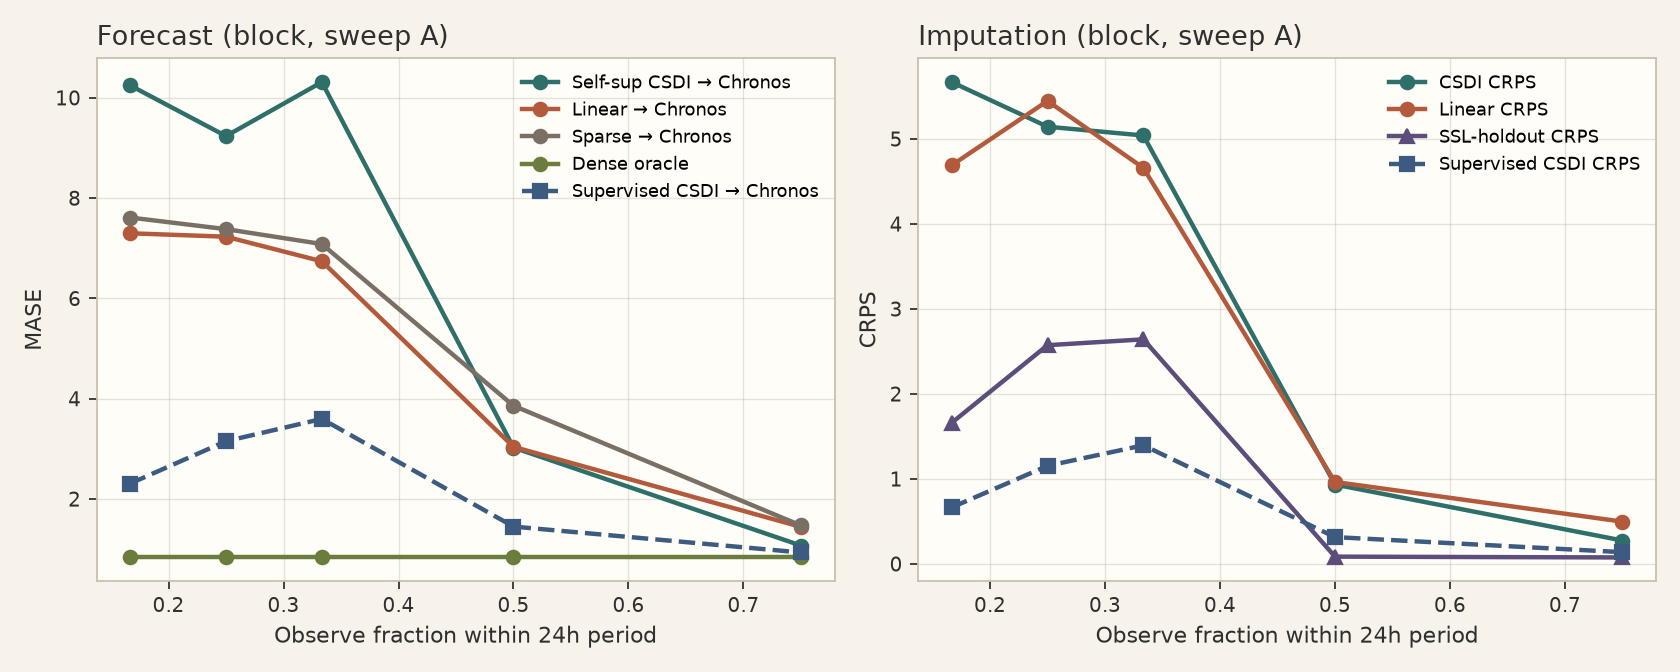 Forecast (block, sweep A)
Self-sup CSDI → Chronos
Linear → Chronos
Sparse → Chronos
Dense oracle
Supervised CSDI → Chronos
MASE
10
8
6
4
2
0.2 0.3 0.4 0.5 0.6 0.7
Observe fraction within 24h period
Imputation (block, sweep A)
CSDI CRPS
Linear CRPS
SSL-holdout CRPS
Supervised CSDI CRPS
CRPS
5
4
3
2
1
0
0.2 0.3 0.4 0.5 0.6 0.7
Observe fraction within 24h period